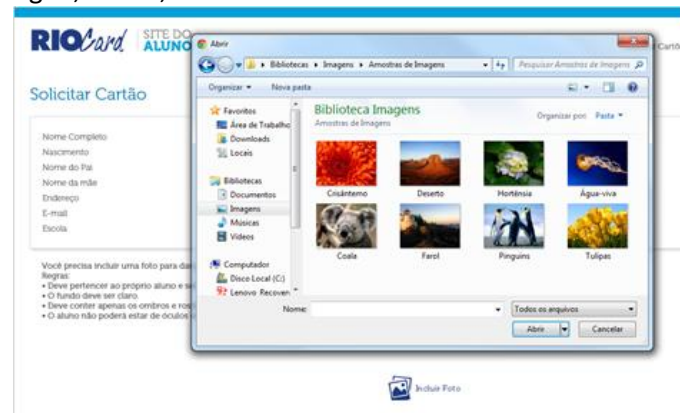 RIOCard
SITE DO
ALUNO
Solicitar Cartão
Nome Completo
Nascimento
Nome do Pai
Nome da mãe
Endereço
E-mail
Escola
Você precisa incluir uma foto para
Regras:
• Deve pertencer ao próprio aluno e
• O fundo deve ser claro.
• Deve conter apenas os ombros e
• O aluno não poderá estar de óculos
Incluir Foto
Abrir
Bibliotecas ▸ Imagens ▸ Amostras de Imagens
Pesquisar Amostras de Imagens
Organizar
Nova pasta
Favoritos
Área de Trabalho
Downloads
Locais
Bibliotecas
Documentos
Imagens
Músicas
Vídeos
Computador
Disco Local (C:)
Lenovo Recovery
Biblioteca Imagens
Amostras de Imagens
Organizar por: Pasta
Crisântemo
Deserto
Hortênsia
Água-viva
Coala
Farol
Pinguins
Tulipas
Nome:
Todos os arquivos
Abrir
Cancelar